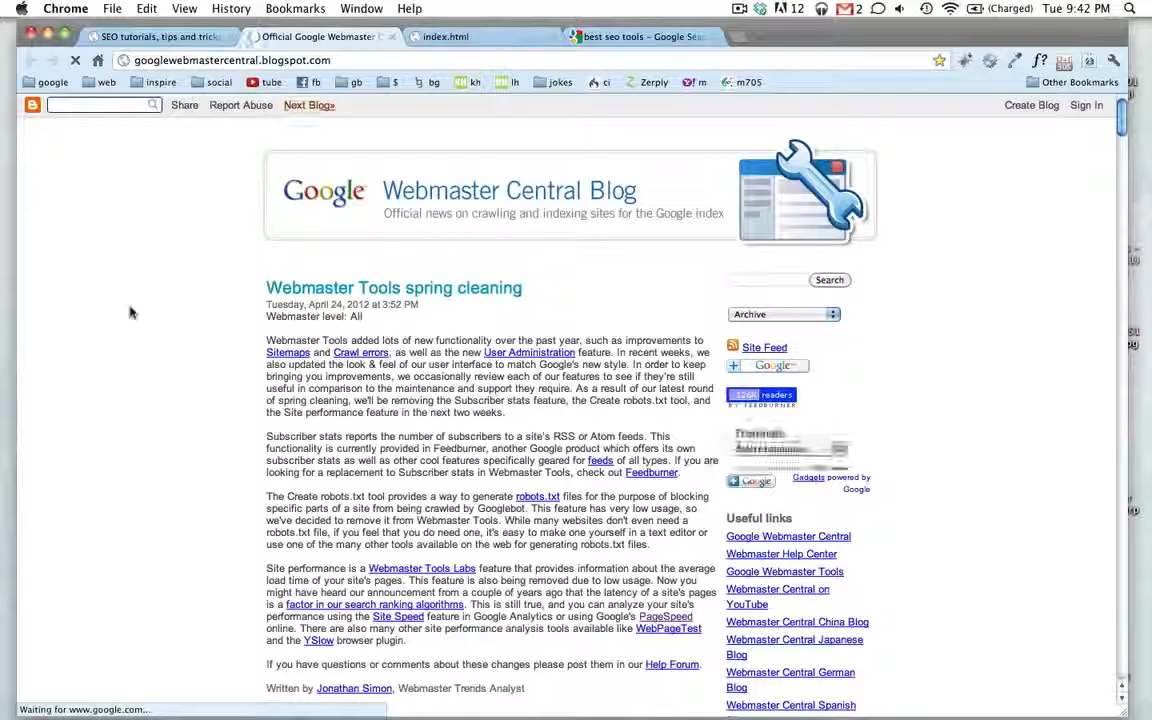 Chrome File Edit View History Bookmarks Window Help 12 2 (Charged) Tue 9:42 PM
SEO tutorials, tips and trick Official Google Webmaster C index.html best seo tools - Google Sea
googlewebmastercentral.blogspot.com
google web inspire social tube fb gb $ bg kh lh jokes ci Zerply m m705 Other Bookmarks
Share Report Abuse Next Blog» Create Blog Sign In
Google Webmaster Central Blog
Official news on crawling and indexing sites for the Google index
Search
Webmaster Tools spring cleaning
Tuesday, April 24, 2012 at 3:52 PM
Webmaster level: All
Webmaster Tools added lots of new functionality over the past year, such as improvements to
Sitemaps and Crawl errors, as well as the new User Administration feature. In recent weeks, we
also updated the look & feel of our user interface to match Google's new style. In order to keep
bringing you improvements, we occasionally review each of our features to see if they're still
useful in comparison to the maintenance and support they require. As a result of our latest round
of spring cleaning, we'll be removing the Subscriber stats feature, the Create robots.txt tool, and
the Site performance feature in the next two weeks.
Subscriber stats reports the number of subscribers to a site's RSS or Atom feeds. This
functionality is currently provided in Feedburner, another Google product which offers its own
subscriber stats as well as other cool features specifically geared for feeds of all types. If you are
looking for a replacement to Subscriber stats in Webmaster Tools, check out Feedburner.
The Create robots.txt tool provides a way to generate robots.txt files for the purpose of blocking
specific parts of a site from being crawled by Googlebot. This feature has very low usage, so
we've decided to remove it from Webmaster Tools. While many websites don't even need a
robots.txt file, if you feel that you do need one, it's easy to make one yourself in a text editor or
use one of the many other tools available on the web for generating robots.txt files.
Site performance is a Webmaster Tools Labs feature that provides information about the average
load time of your site's pages. This feature is also being removed due to low usage. Now you
might have heard our announcement from a couple of years ago that the latency of a site's pages
is a factor in our search ranking algorithms. This is still true, and you can analyze your site's
performance using the Site Speed feature in Google Analytics or using Google's PageSpeed
online. There are also many other site performance analysis tools available like WebPageTest
and the YSlow browser plugin.
If you have questions or comments about these changes please post them in our Help Forum.
Written by Jonathan Simon, Webmaster Trends Analyst
Archive
Site Feed
Google
126K readers
BY FEEDBURNER
Google
Gadgets powered by
Google
Useful links
Google Webmaster Central
Webmaster Help Center
Google Webmaster Tools
Webmaster Central on
YouTube
Webmaster Central China Blog
Webmaster Central Japanese
Blog
Webmaster Central German
Blog
Webmaster Central Spanish
Waiting for www.google.com...